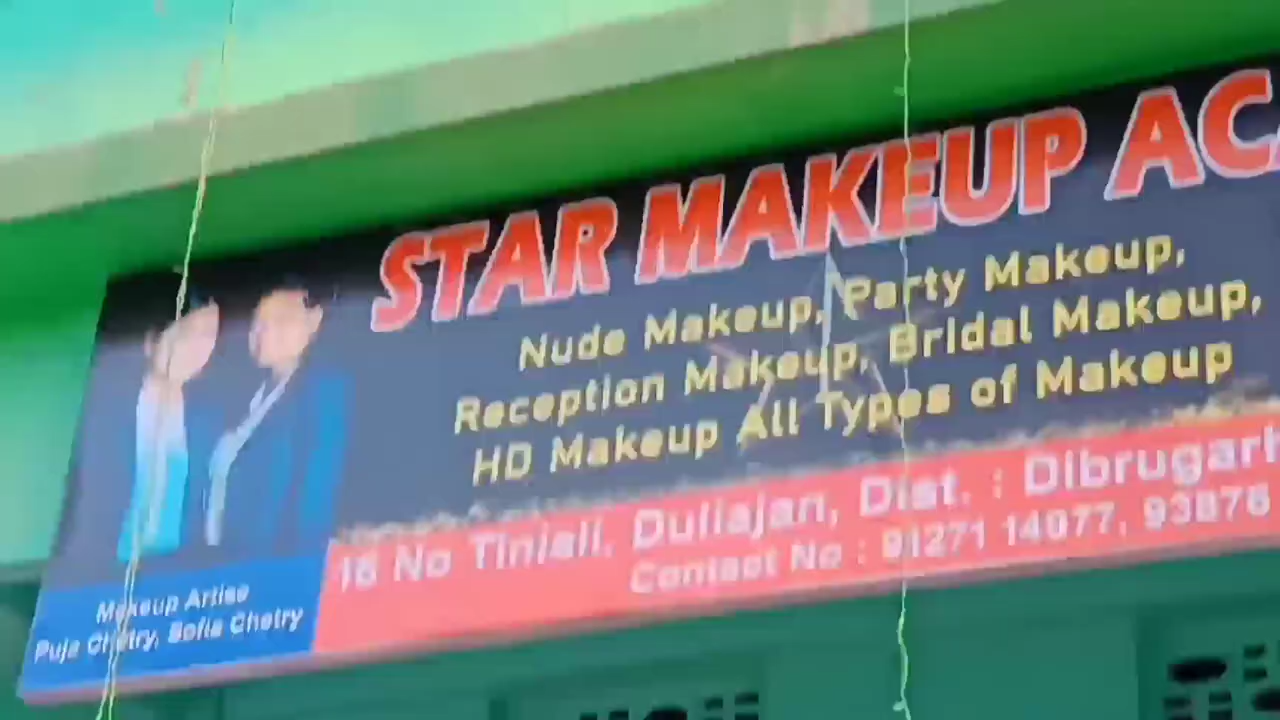 STAR MAKEUP AC
Nude Makeup, Party Makeup,
Reception Makeup, Bridal Makeup,
HD Makeup All Types of Makeup
16 No Tiniali, Duliajan, Dist. : Dibrugarh
Contact No : 91271 14077, 93876
Makeup Artise
Puja Chetry, Sofia Chetry